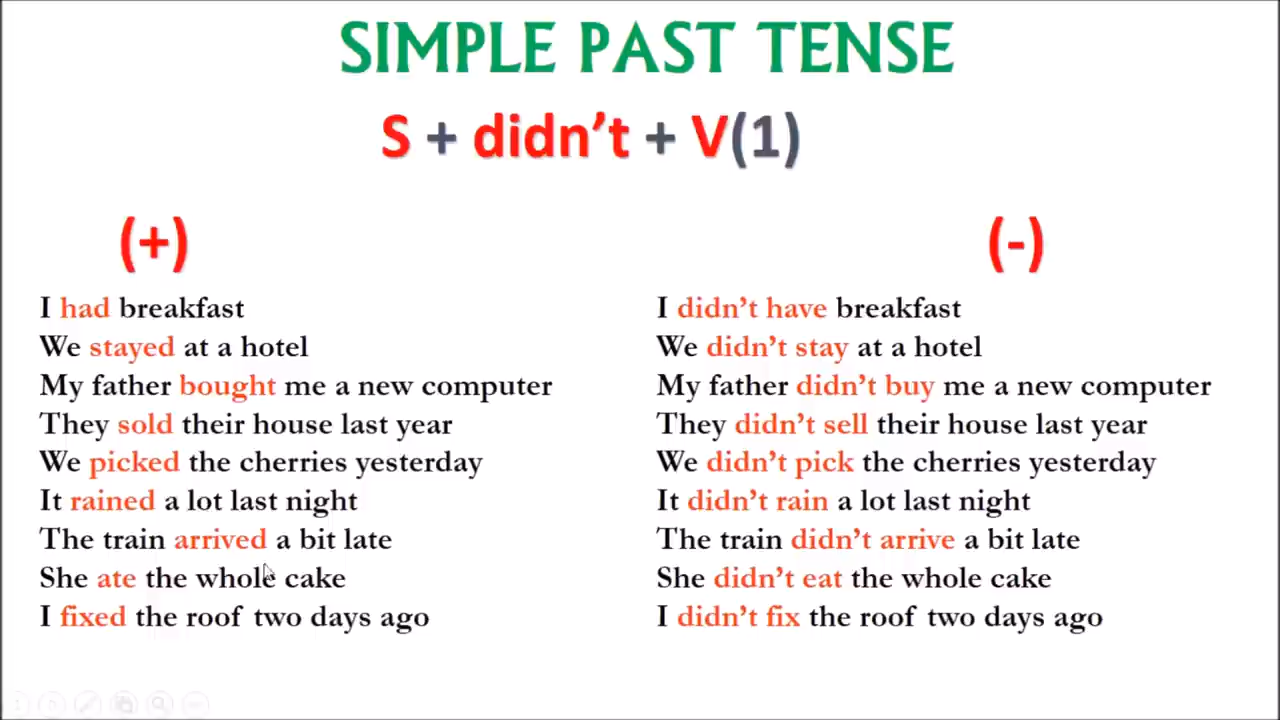 SIMPLE PAST TENSE
S + didn’t + V(1)
(+)
I had breakfast
We stayed at a hotel
My father bought me a new computer
They sold their house last year
We picked the cherries yesterday
It rained a lot last night
The train arrived a bit late
She ate the whole cake
I fixed the roof two days ago
(-)
I didn’t have breakfast
We didn’t stay at a hotel
My father didn’t buy me a new computer
They didn’t sell their house last year
We didn’t pick the cherries yesterday
It didn’t rain a lot last night
The train didn’t arrive a bit late
She didn’t eat the whole cake
I didn’t fix the roof two days ago